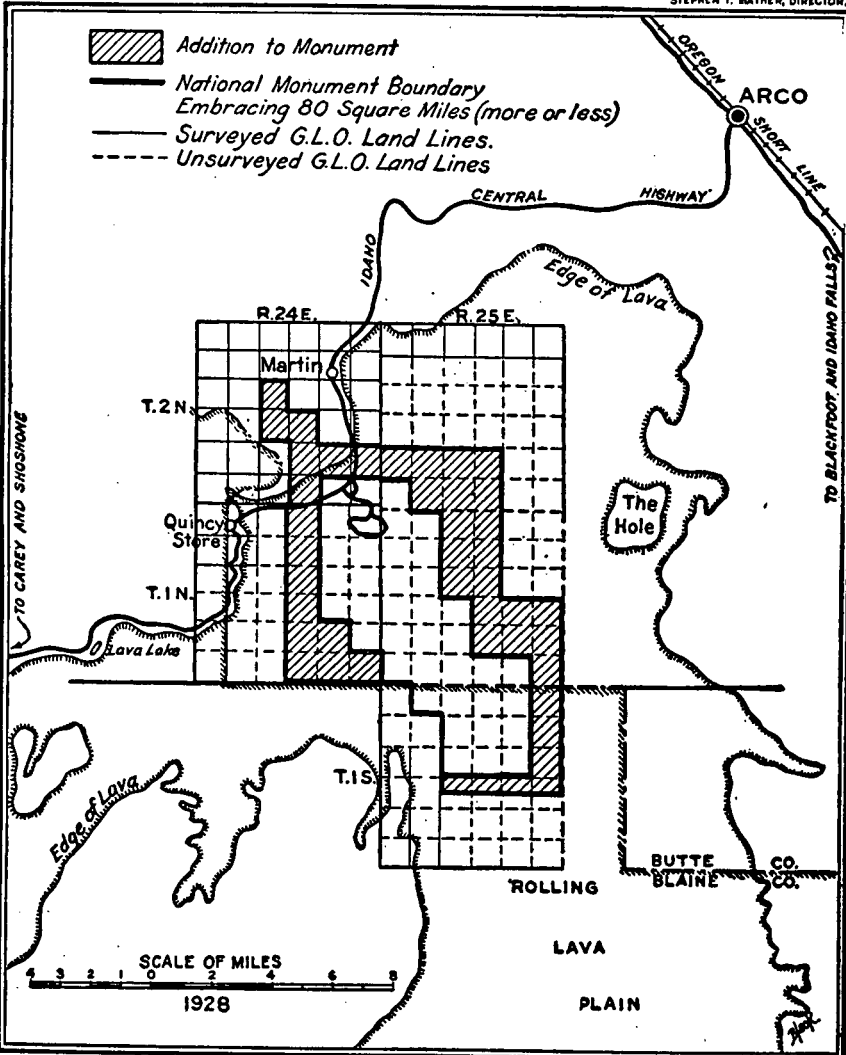 STEPHEN T. MATHER, DIRECTOR.
Addition to Monument
National Monument Boundary
Embracing 80 Square Miles (more or less)
Surveyed G.L.O. Land Lines.
Unsurveyed G.L.O. Land Lines
OREGON SHORT LINE
ARCO
IDAHO CENTRAL HIGHWAY
TO BLACKFOOT AND IDAHO FALLS
Edge of Lava
R.24E.
R.25E.
Martin
T.2N.
TO CAREY AND SHOSHONE
The
Hole
Quincy
Store
T.1N.
Lava Lake
T.1S.
Edge of Lava
BUTTE CO.
BLAINE CO.
ROLLING
LAVA
PLAIN
SCALE OF MILES
4 3 2 1 0 2 4 6 8
1928